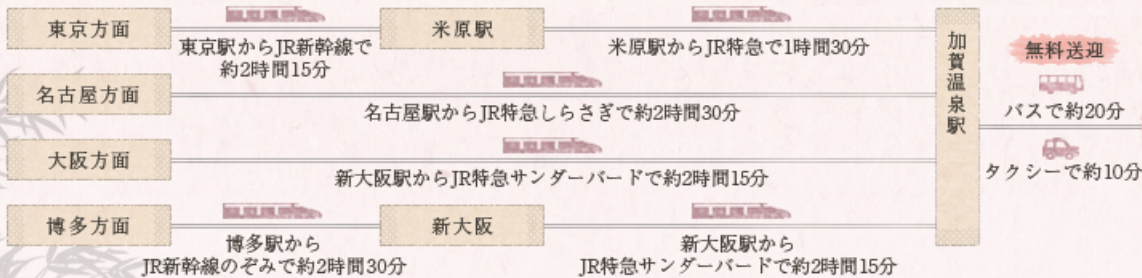 東京方面
東京駅からJR新幹線で
約2時間15分
米原駅
米原駅からJR特急で1時間30分
名古屋方面
名古屋駅からJR特急しらさぎで約2時間30分
大阪方面
新大阪駅からJR特急サンダーバードで約2時間15分
博多方面
博多駅から
JR新幹線のぞみで約2時間30分
新大阪
新大阪駅から
JR特急サンダーバードで約2時間15分
加賀温泉駅
無料送迎
バスで約20分
タクシーで約10分